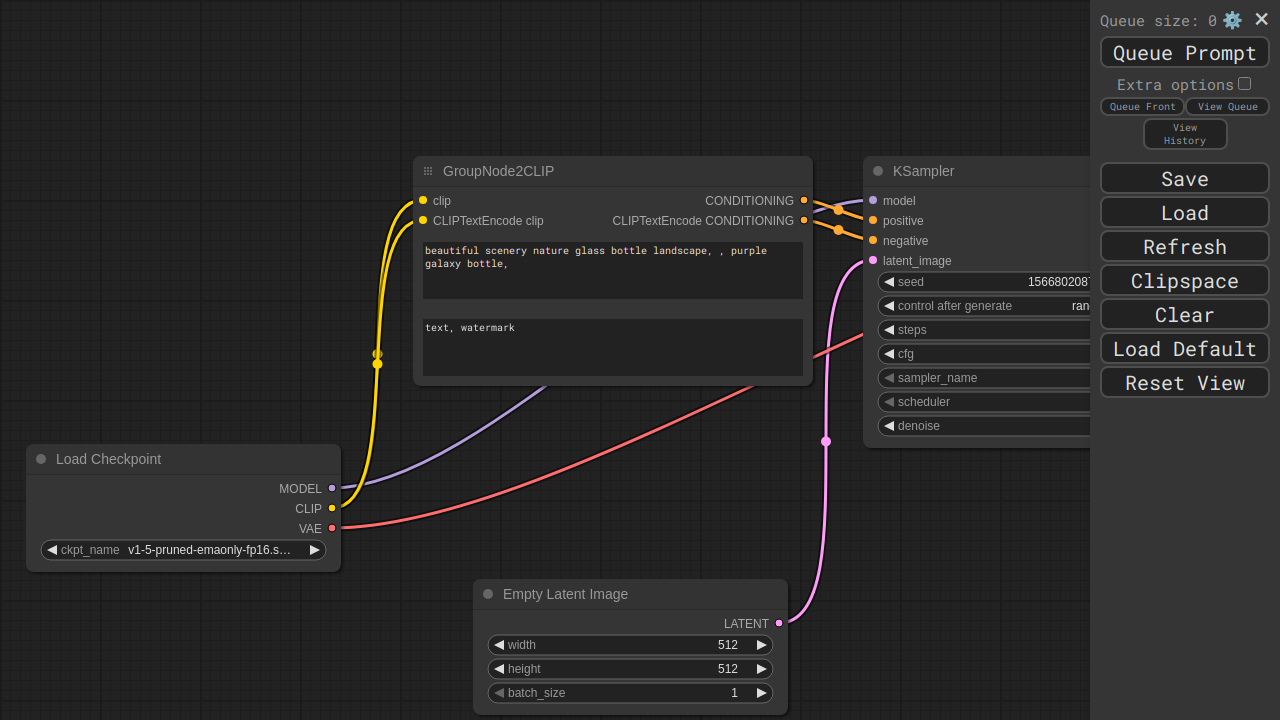 GroupNode2CLIP
clip
CLIPTextEncode clip
CONDITIONING
CLIPTextEncode CONDITIONING
beautiful scenery nature glass bottle landscape, , purple
galaxy bottle,
text, watermark
KSampler
model
positive
negative
latent_image
seed 1566802087
control after generate ran
steps
cfg
sampler_name
scheduler
denoise
Load Checkpoint
MODEL
CLIP
VAE
ckpt_name v1-5-pruned-emaonly-fp16.s...
Empty Latent Image
LATENT
width 512
height 512
batch_size 1
Queue size: 0
Queue Prompt
Extra options
Queue Front
View Queue
View
History
Save
Load
Refresh
Clipspace
Clear
Load Default
Reset View